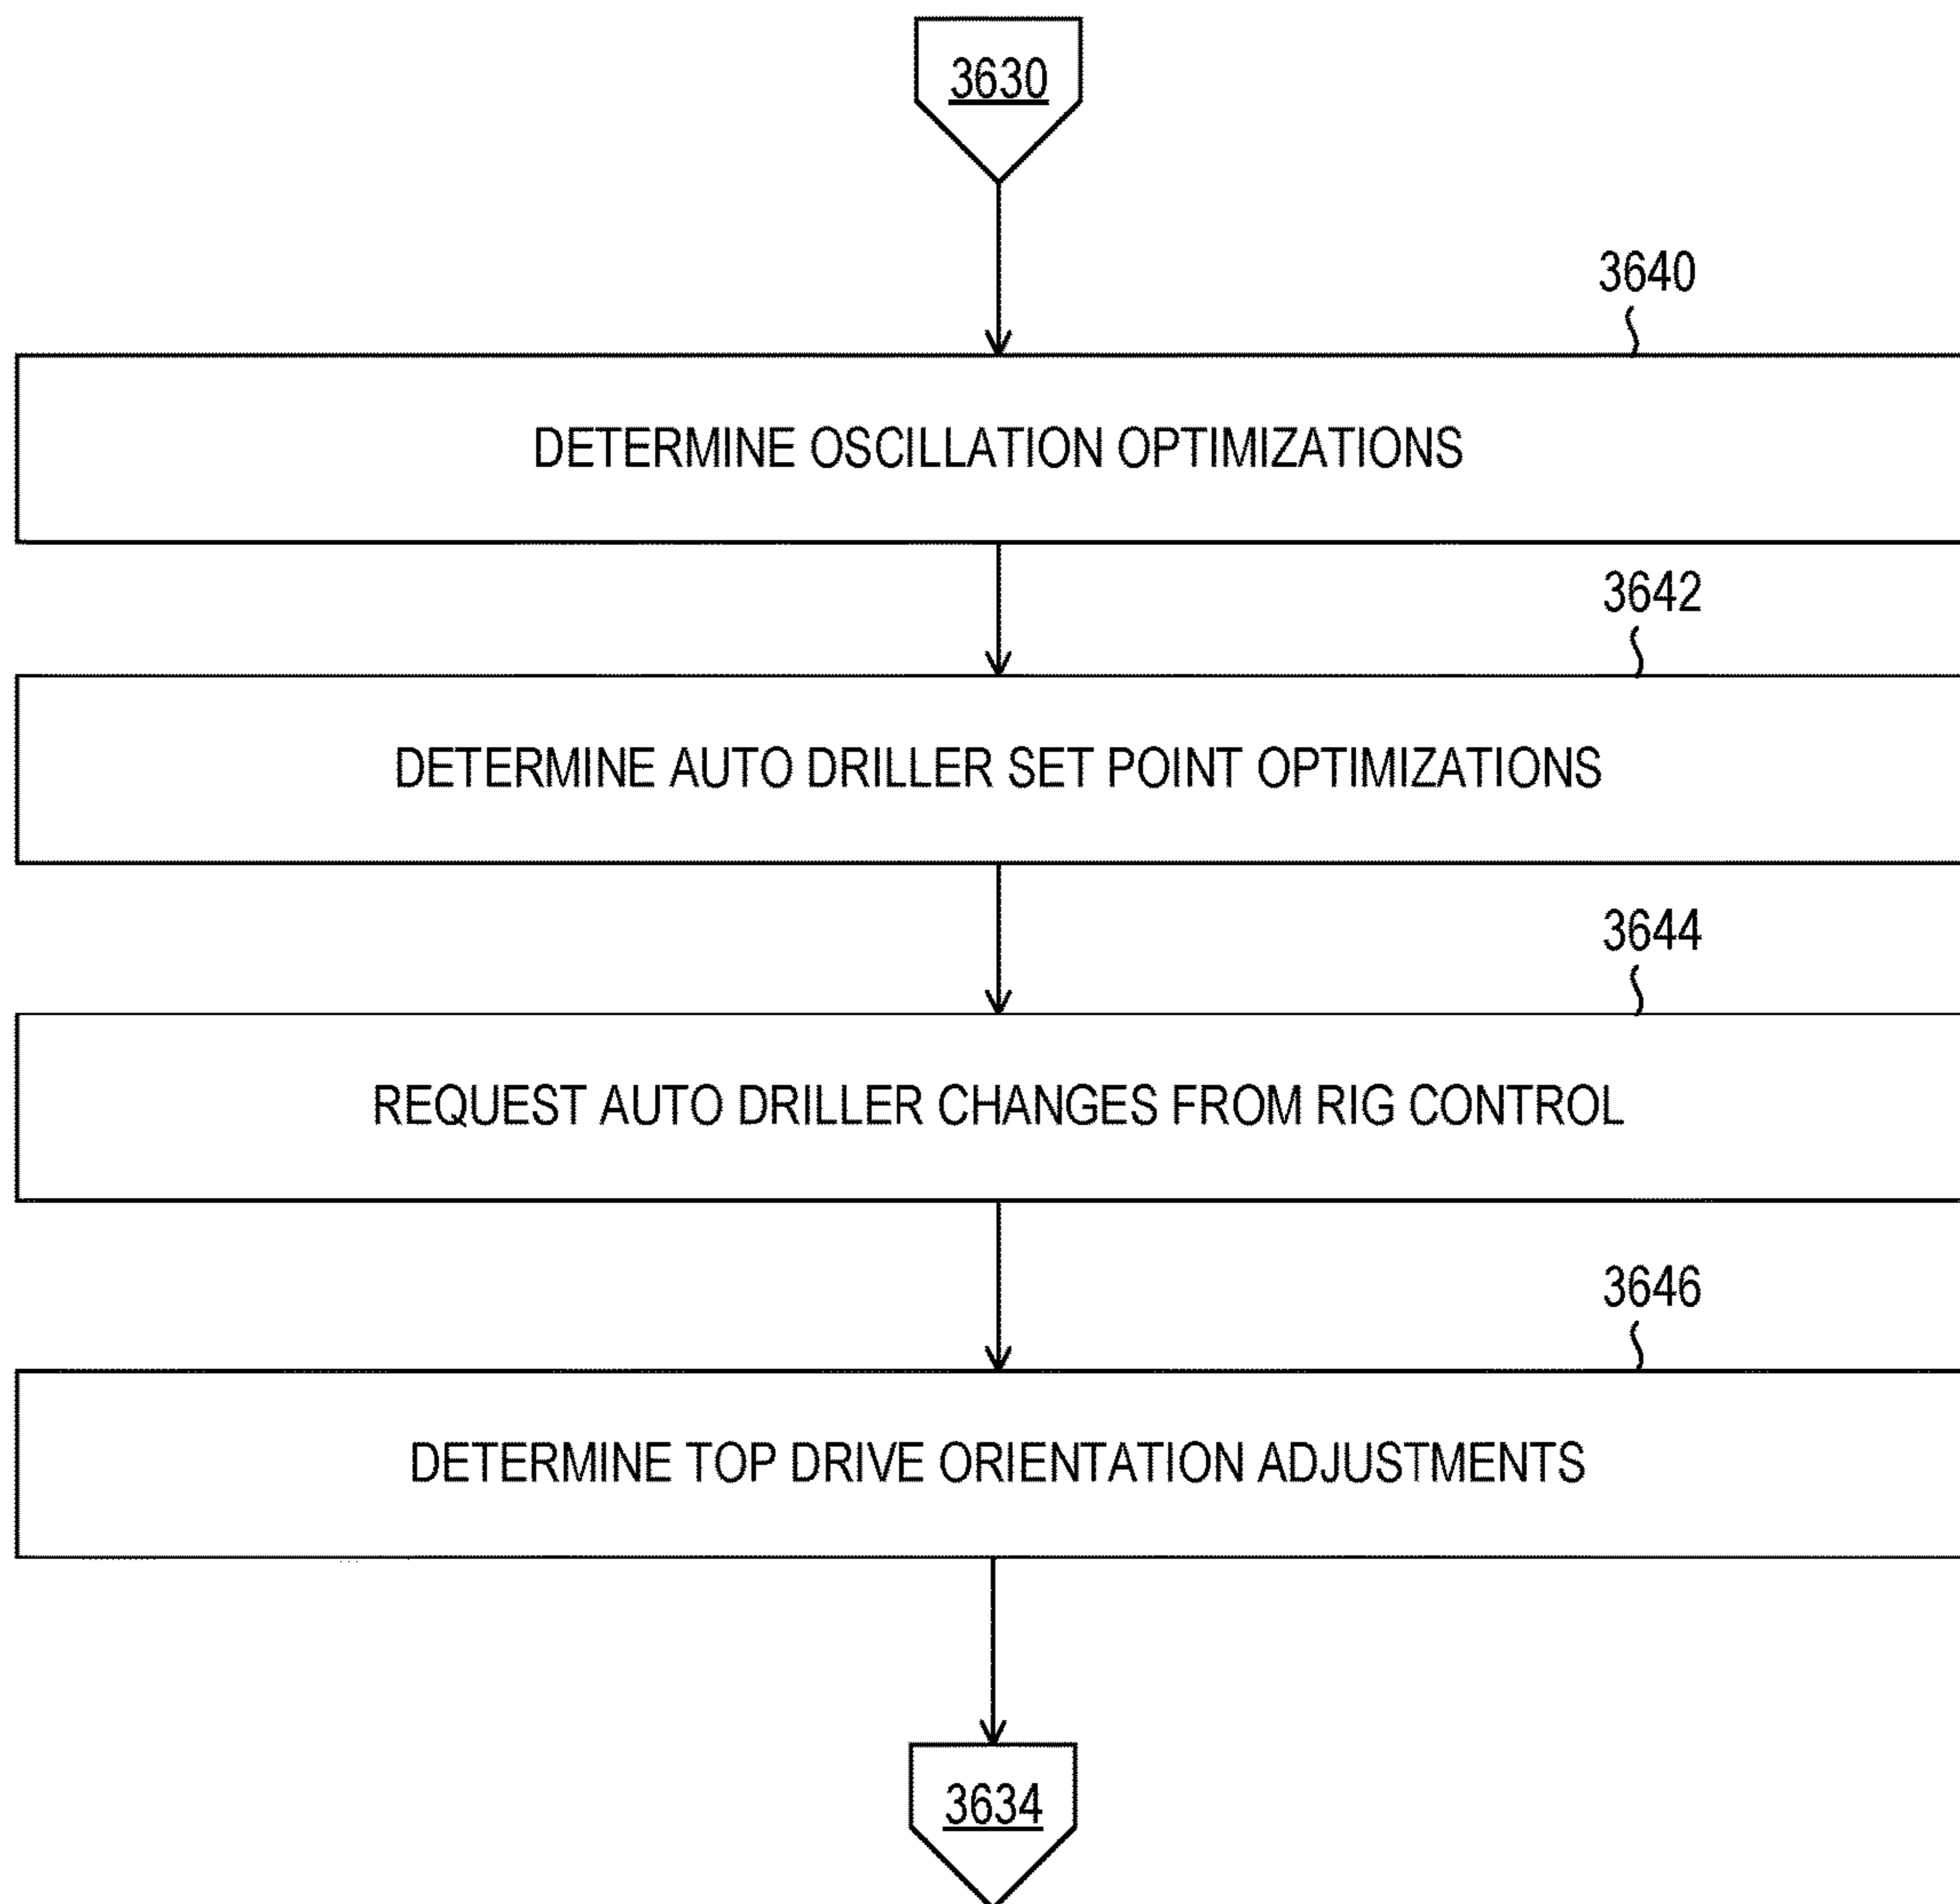 3630
3640
DETERMINE OSCILLATION OPTIMIZATIONS
3642
DETERMINE AUTO DRILLER SET POINT OPTIMIZATIONS
3644
REQUEST AUTO DRILLER CHANGES FROM RIG CONTROL
3646
DETERMINE TOP DRIVE ORIENTATION ADJUSTMENTS
3634